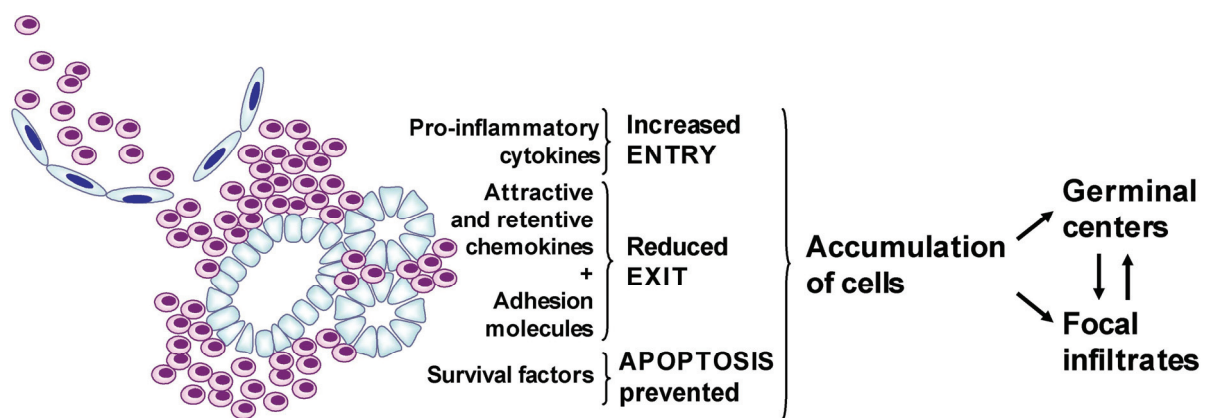 Pro-inflammatory
cytokines
Increased
ENTRY
Attractive
and retentive
chemokines
+
Adhesion
molecules
Reduced
EXIT
Survival factors
APOPTOSIS
prevented
Accumulation
of cells
Germinal
centers
Focal
infiltrates